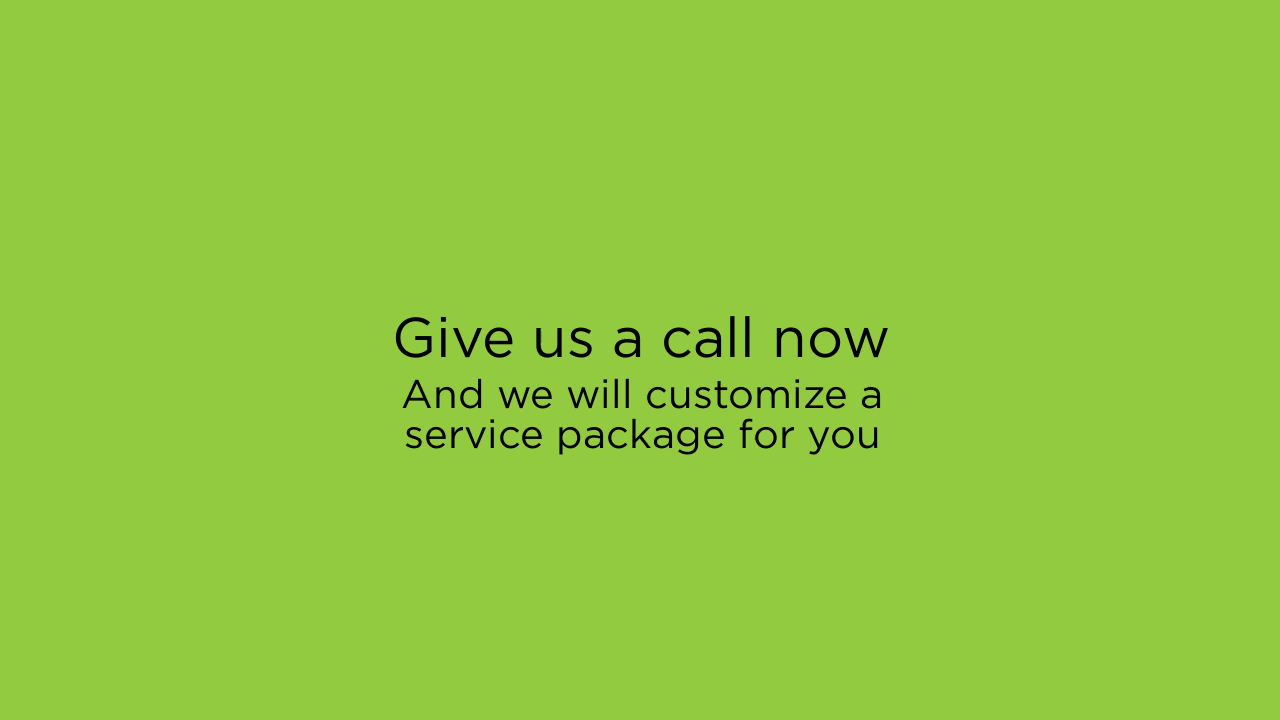 Give us a call now
And we will customize a
service package for you